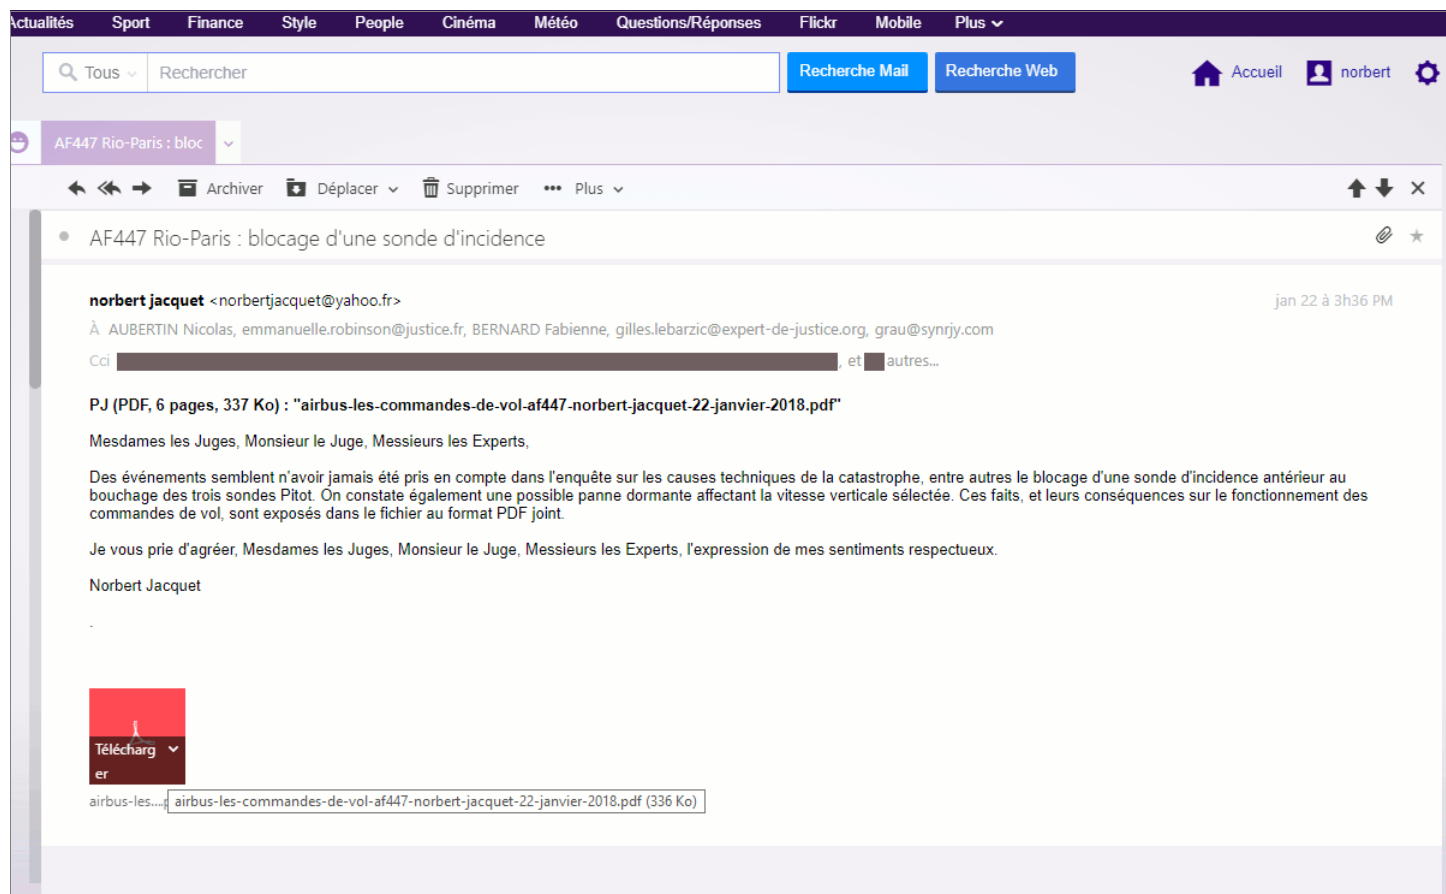 Actualités Sport Finance Style People Cinéma Météo Questions/Réponses Flickr Mobile Plus
Tous Rechercher Recherche Mail Recherche Web Accueil norbert
AF447 Rio-Paris : bloc
Archiver Déplacer Supprimer Plus
AF447 Rio-Paris : blocage d'une sonde d'incidence
norbert jacquet <norbertjacquet@yahoo.fr> jan 22 à 3h36 PM
À AUBERTIN Nicolas, emmanuelle.robinson@justice.fr, BERNARD Fabienne, gilles.lebarzic@expert-de-justice.org, grau@synrjy.com
Cci , et autres...
PJ (PDF, 6 pages, 337 Ko) : "airbus-les-commandes-de-vol-af447-norbert-jacquet-22-janvier-2018.pdf"
Mesdames les Juges, Monsieur le Juge, Messieurs les Experts,
Des événements semblent n'avoir jamais été pris en compte dans l'enquête sur les causes techniques de la catastrophe, entre autres le blocage d'une sonde d'incidence antérieur au
bouchage des trois sondes Pitot. On constate également une possible panne dormante affectant la vitesse verticale sélectée. Ces faits, et leurs conséquences sur le fonctionnement des
commandes de vol, sont exposés dans le fichier au format PDF joint.
Je vous prie d'agréer, Mesdames les Juges, Monsieur le Juge, Messieurs les Experts, l'expression de mes sentiments respectueux.
Norbert Jacquet
.
Télécharg
er
airbus-les....p airbus-les-commandes-de-vol-af447-norbert-jacquet-22-janvier-2018.pdf (336 Ko)